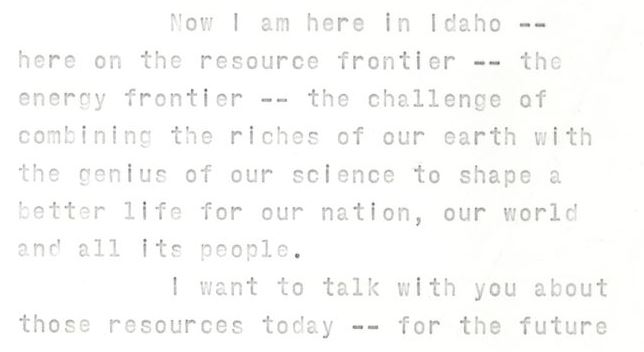 Now I am here in Idaho --
here on the resource frontier -- the
energy frontier -- the challenge of
combining the riches of our earth with
the genius of our science to shape a
better life for our nation, our world
and all its people.
I want to talk with you about
those resources today -- for the future